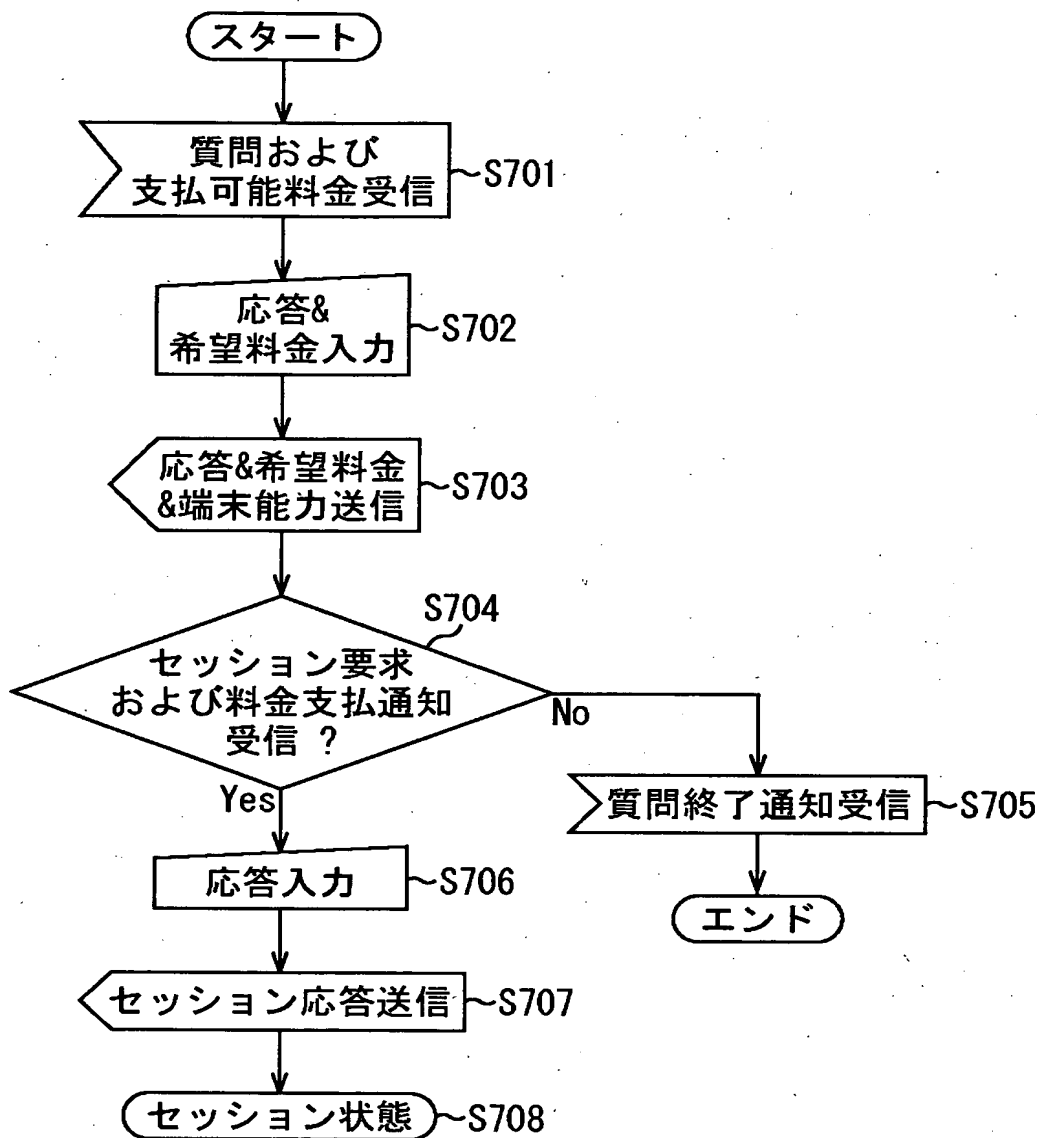 スタート
質問および
支払可能料金受信
S701
応答&
希望料金入力
S702
応答&希望料金
&端末能力送信
S703
S704
セッション要求
および料金支払通知
受信 ?
No
Yes
質問終了通知受信
S705
応答入力
S706
エンド
セッション応答送信
S707
セッション状態
S708